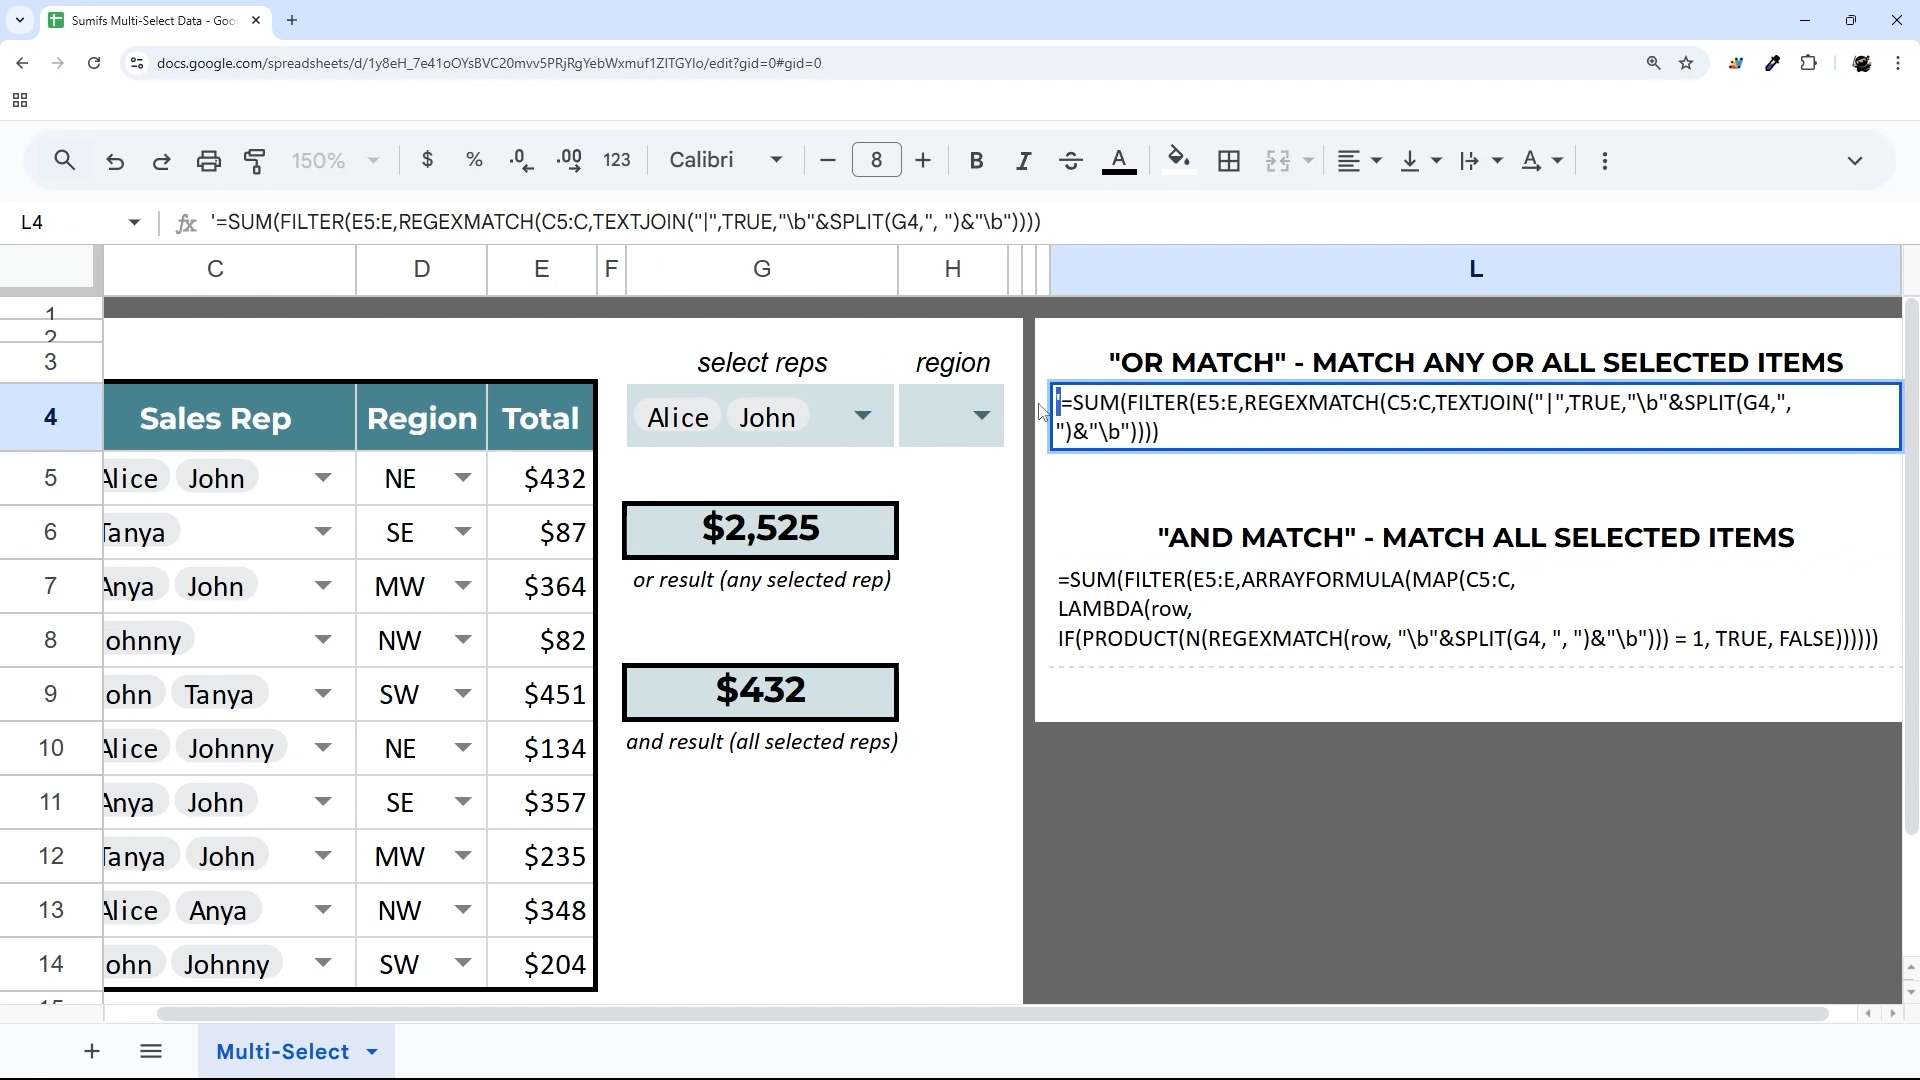 Sumifs Multi-Select Data - Goo
docs.google.com/spreadsheets/d/1y8eH_7e41oOYsBVC20mvv5PRjRgYebWxmuf1ZITGYlo/edit?gid=0#gid=0
150% $ % .0 .00 123 Calibri 8 B I S A A
L4 fx '=SUM(FILTER(E5:E,REGEXMATCH(C5:C,TEXTJOIN("|",TRUE,"\b"&SPLIT(G4,", ")&"\b"))))
C D E F G H L
1
2
3 select reps region "OR MATCH" - MATCH ANY OR ALL SELECTED ITEMS
4 Sales Rep Region Total Alice John '=SUM(FILTER(E5:E,REGEXMATCH(C5:C,TEXTJOIN("|",TRUE,"\b"&SPLIT(G4,",
")&"\b"))))
5 Alice John NE $432
6 Tanya SE $87 $2,525 "AND MATCH" - MATCH ALL SELECTED ITEMS
7 Anya John MW $364 or result (any selected rep) =SUM(FILTER(E5:E,ARRAYFORMULA(MAP(C5:C,
LAMBDA(row,
8 ohnny NW $82 IF(PRODUCT(N(REGEXMATCH(row, "\b"&SPLIT(G4, ", ")&"\b"))) = 1, TRUE, FALSE))))))
9 ohn Tanya SW $451 $432
10 Alice Johnny NE $134 and result (all selected reps)
11 Anya John SE $357
12 Tanya John MW $235
13 Alice Anya NW $348
14 ohn Johnny SW $204
15
Multi-Select